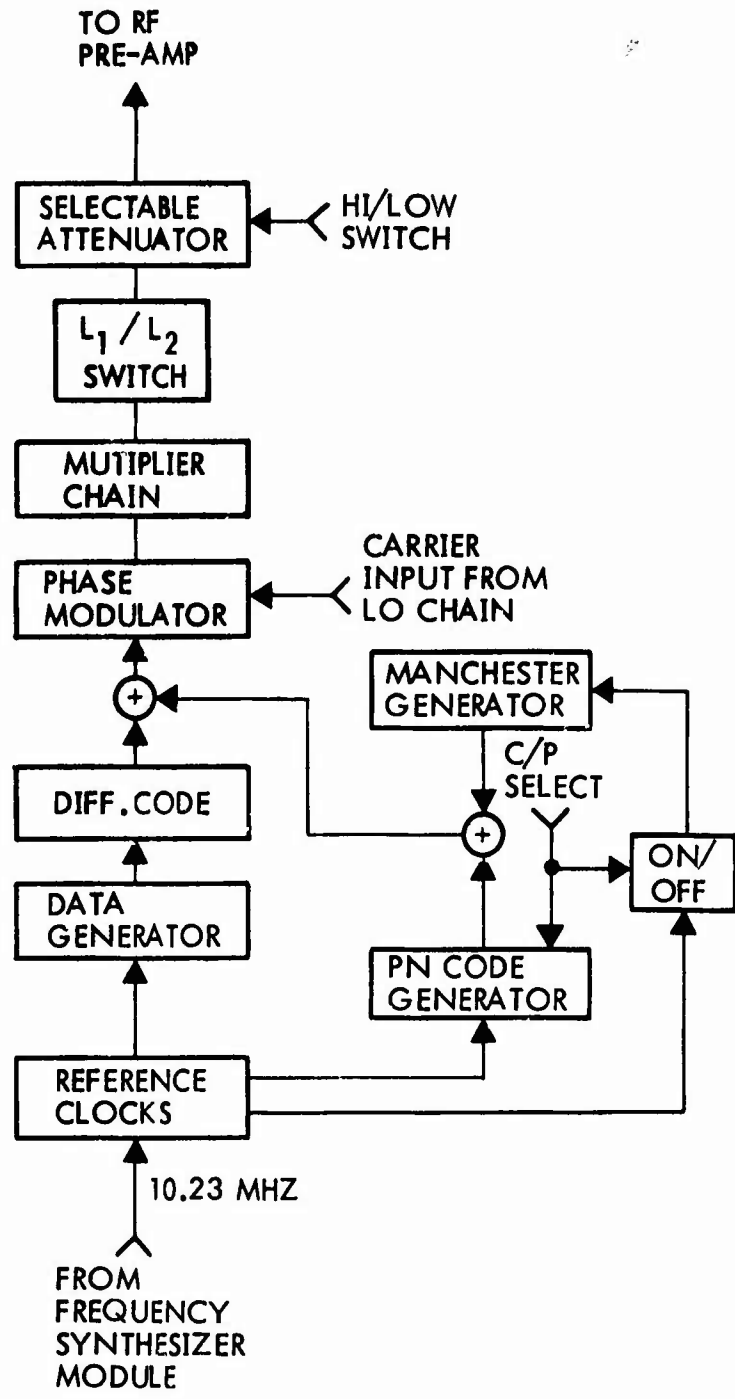 TO RF
PRE-AMP
SELECTABLE
ATTENUATOR
HI/LOW
SWITCH
L1 / L2
SWITCH
MUTIPLIER
CHAIN
CARRIER
INPUT FROM
LO CHAIN
PHASE
MODULATOR
MANCHESTER
GENERATOR
+
C/P
SELECT
DIFF. CODE
+
ON/
OFF
DATA
GENERATOR
PN CODE
GENERATOR
REFERENCE
CLOCKS
10.23 MHZ
FROM
FREQUENCY
SYNTHESIZER
MODULE